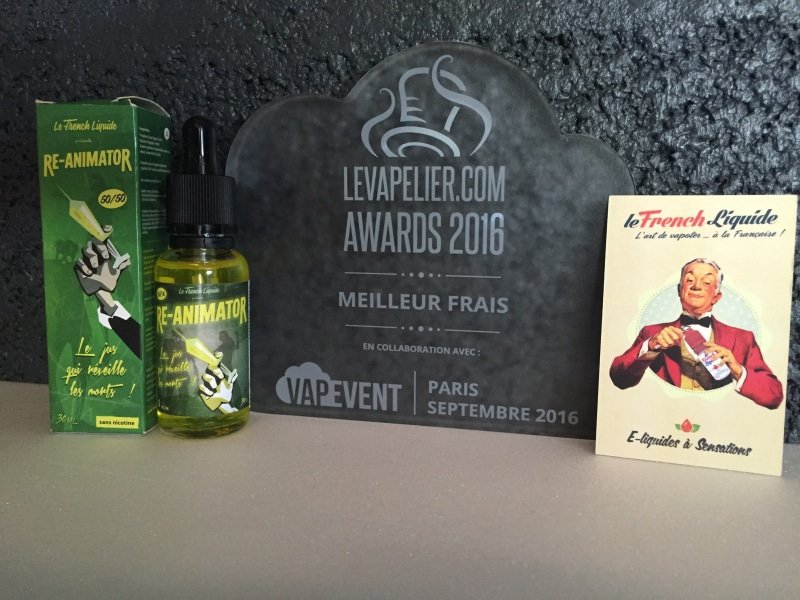 Le French Liquide
RE-ANIMATOR
50/50
Le jus
qui réveille
les morts !
30 ML
sans nicotine
Le French Liquide
RE-ANIMATOR
Le jus
qui réveille
les morts !
LEVAPELIER.COM
AWARDS 2016
MEILLEUR FRAIS
EN COLLABORATION AVEC :
VAPEVENT
PARIS
SEPTEMBRE 2016
le French Liquide
L'art de vapoter ... à la Française !
E-liquides à Sensations